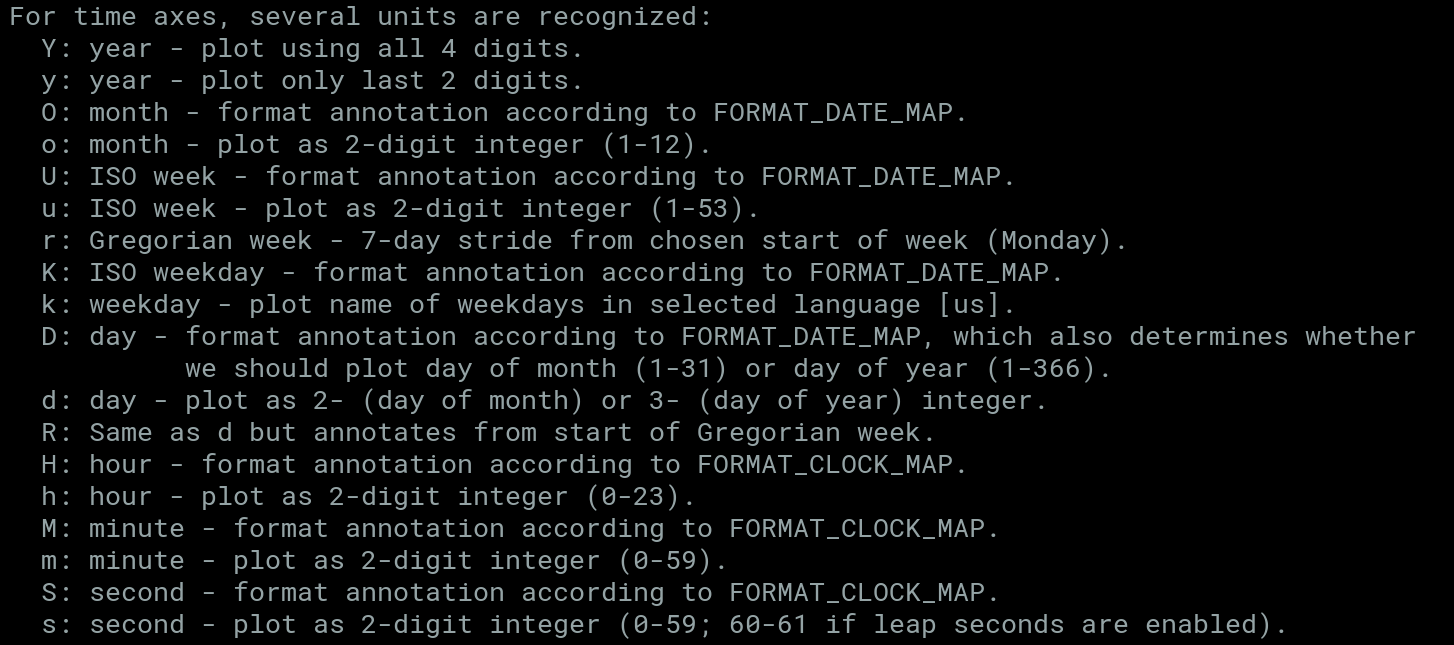 For time axes, several units are recognized:
Y: year - plot using all 4 digits.
y: year - plot only last 2 digits.
O: month - format annotation according to FORMAT_DATE_MAP.
o: month - plot as 2-digit integer (1-12).
U: ISO week - format annotation according to FORMAT_DATE_MAP.
u: ISO week - plot as 2-digit integer (1-53).
r: Gregorian week - 7-day stride from chosen start of week (Monday).
K: ISO weekday - format annotation according to FORMAT_DATE_MAP.
k: weekday - plot name of weekdays in selected language [us].
D: day - format annotation according to FORMAT_DATE_MAP, which also determines whether
we should plot day of month (1-31) or day of year (1-366).
d: day - plot as 2- (day of month) or 3- (day of year) integer.
R: Same as d but annotates from start of Gregorian week.
H: hour - format annotation according to FORMAT_CLOCK_MAP.
h: hour - plot as 2-digit integer (0-23).
M: minute - format annotation according to FORMAT_CLOCK_MAP.
m: minute - plot as 2-digit integer (0-59).
S: second - format annotation according to FORMAT_CLOCK_MAP.
s: second - plot as 2-digit integer (0-59; 60-61 if leap seconds are enabled).